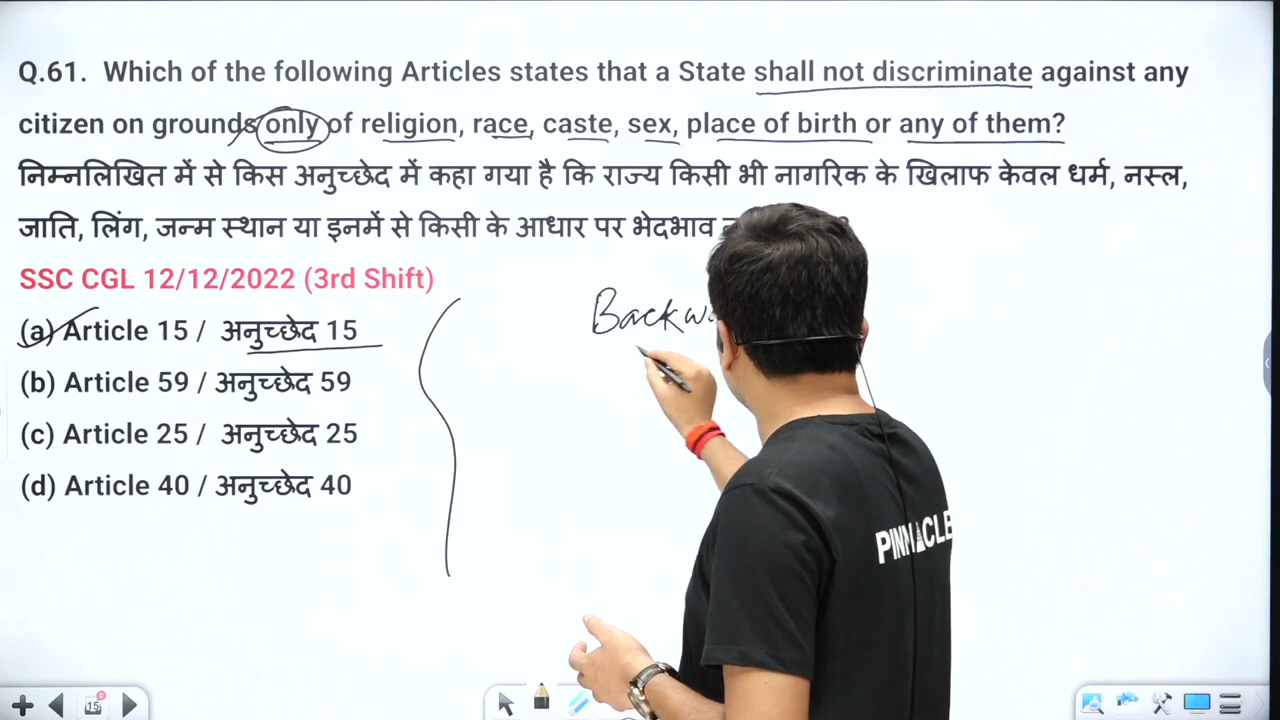 Q.61. Which of the following Articles states that a State shall not discriminate against any
citizen on grounds only of religion, race, caste, sex, place of birth or any of them?
निम्नलिखित में से किस अनुच्छेद में कहा गया है कि राज्य किसी भी नागरिक के खिलाफ केवल धर्म, नस्ल,
जाति, लिंग, जन्म स्थान या इनमें से किसी के आधार पर भेदभाव
SSC CGL 12/12/2022 (3rd Shift)
(a) Article 15 / अनुच्छेद 15
(b) Article 59 / अनुच्छेद 59
(c) Article 25 / अनुच्छेद 25
(d) Article 40 / अनुच्छेद 40
Backw
PINNACLE
15